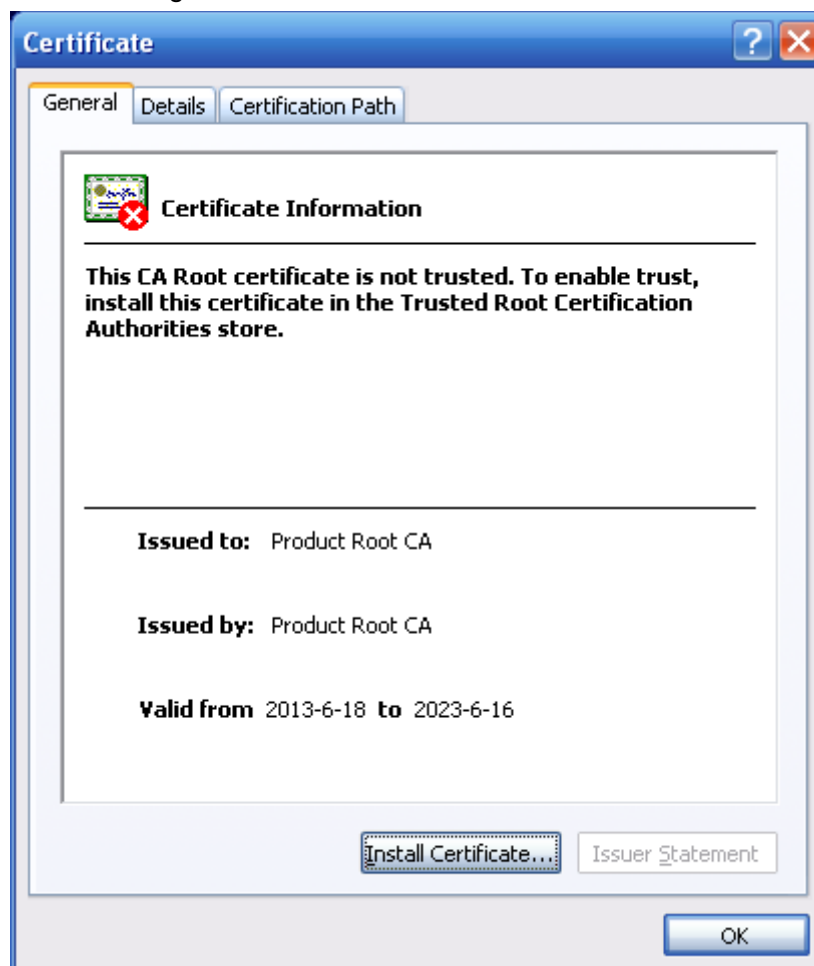 Certificate
General Details Certification Path
Certificate Information
This CA Root certificate is not trusted. To enable trust,
install this certificate in the Trusted Root Certification
Authorities store.
Issued to: Product Root CA
Issued by: Product Root CA
Valid from 2013-6-18 to 2023-6-16
Install Certificate... Issuer Statement
OK